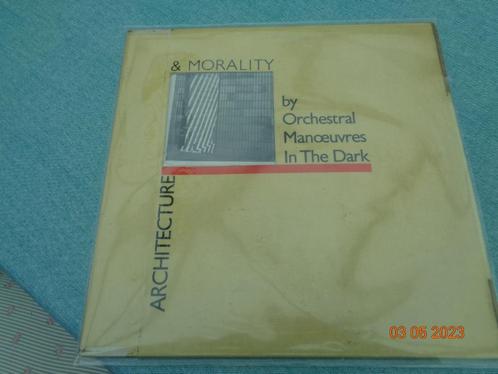 ARCHITECTURE
& MORALITY
by
Orchestral
Manœuvres
In The Dark
03 05 2023